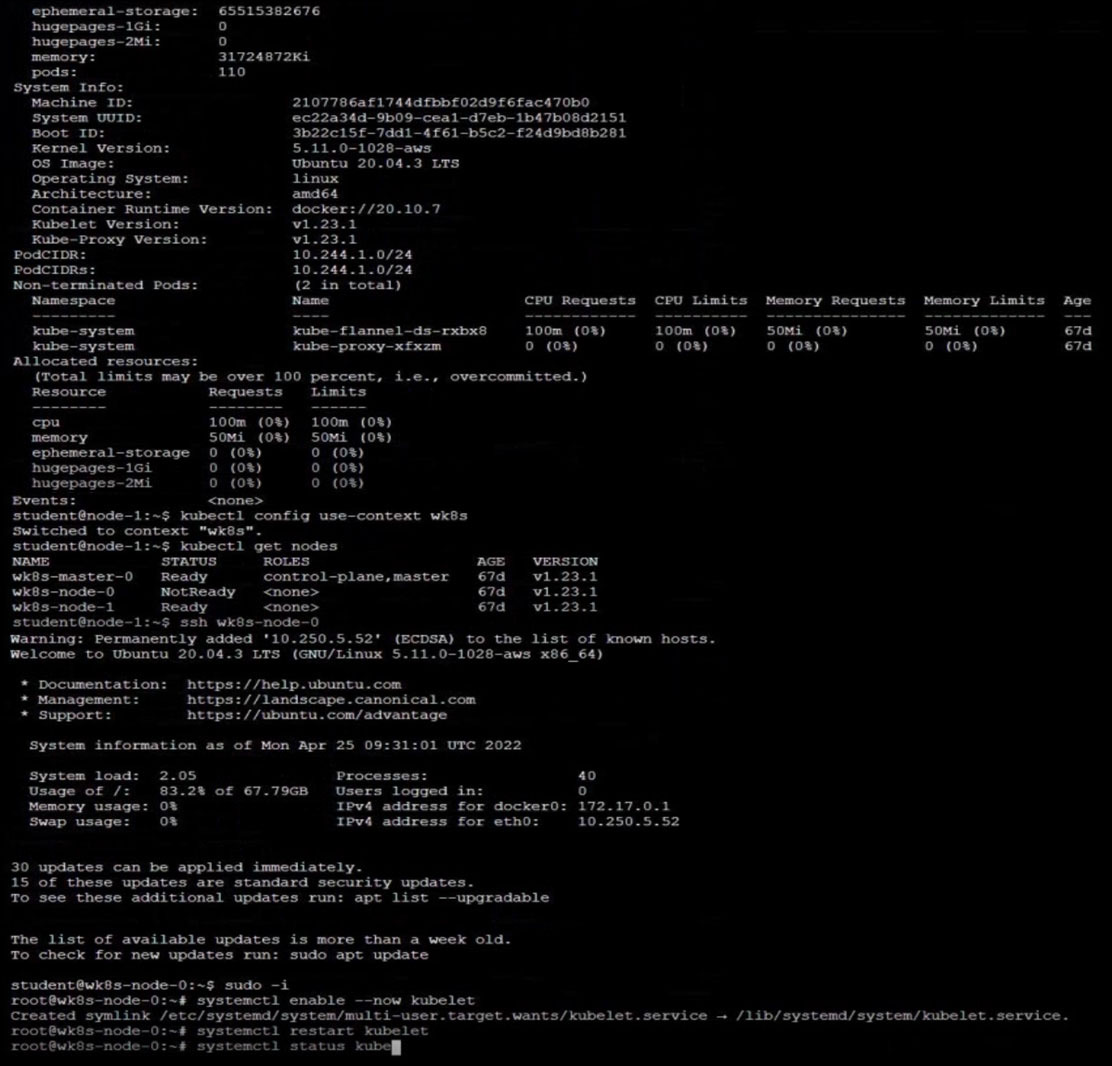 ephemeral-storage: 65515382676
hugepages-1Gi: 0
hugepages-2Mi: 0
memory: 31724872Ki
pods: 110
System Info:
Machine ID: 2107786af1744dfbbf02d9f6fac470b0
System UUID: ec22a34d-9b09-cea1-d7eb-1b47b08d2151
Boot ID: 3b22c15f-7dd1-4f61-b5c2-f24d9bd8b281
Kernel Version: 5.11.0-1028-aws
OS Image: Ubuntu 20.04.3 LTS
Operating System: linux
Architecture: amd64
Container Runtime Version: docker://20.10.7
Kubelet Version: v1.23.1
Kube-Proxy Version: v1.23.1
PodCIDR: 10.244.1.0/24
PodCIDRs: 10.244.1.0/24
Non-terminated Pods: (2 in total)
Namespace Name CPU Requests CPU Limits Memory Requests Memory Limits Age
--------- ---- ------------ ---------- --------------- ------------- ---
kube-system kube-flannel-ds-rxbx8 100m (0%) 100m (0%) 50Mi (0%) 50Mi (0%) 67d
kube-system kube-proxy-xfxzm 0 (0%) 0 (0%) 0 (0%) 0 (0%) 67d
Allocated resources:
(Total limits may be over 100 percent, i.e., overcommitted.)
Resource Requests Limits
-------- -------- ------
cpu 100m (0%) 100m (0%)
memory 50Mi (0%) 50Mi (0%)
ephemeral-storage 0 (0%) 0 (0%)
hugepages-1Gi 0 (0%) 0 (0%)
hugepages-2Mi 0 (0%) 0 (0%)
Events: <none>
student@node-1:~$ kubectl config use-context wk8s
Switched to context "wk8s".
student@node-1:~$ kubectl get nodes
NAME STATUS ROLES AGE VERSION
wk8s-master-0 Ready control-plane,master 67d v1.23.1
wk8s-node-0 NotReady <none> 67d v1.23.1
wk8s-node-1 Ready <none> 67d v1.23.1
student@node-1:~$ ssh wk8s-node-0
Warning: Permanently added '10.250.5.52' (ECDSA) to the list of known hosts.
Welcome to Ubuntu 20.04.3 LTS (GNU/Linux 5.11.0-1028-aws x86_64)
* Documentation: https://help.ubuntu.com
* Management: https://landscape.canonical.com
* Support: https://ubuntu.com/advantage
System information as of Mon Apr 25 09:31:01 UTC 2022
System load: 2.05 Processes: 40
Usage of /: 83.2% of 67.79GB Users logged in: 0
Memory usage: 0% IPv4 address for docker0: 172.17.0.1
Swap usage: 0% IPv4 address for eth0: 10.250.5.52
30 updates can be applied immediately.
15 of these updates are standard security updates.
To see these additional updates run: apt list --upgradable
The list of available updates is more than a week old.
To check for new updates run: sudo apt update
student@wk8s-node-0:~$ sudo -i
root@wk8s-node-0:~# systemctl enable --now kubelet
Created symlink /etc/systemd/system/multi-user.target.wants/kubelet.service → /lib/systemd/system/kubelet.service.
root@wk8s-node-0:~# systemctl restart kubelet
root@wk8s-node-0:~# systemctl status kube